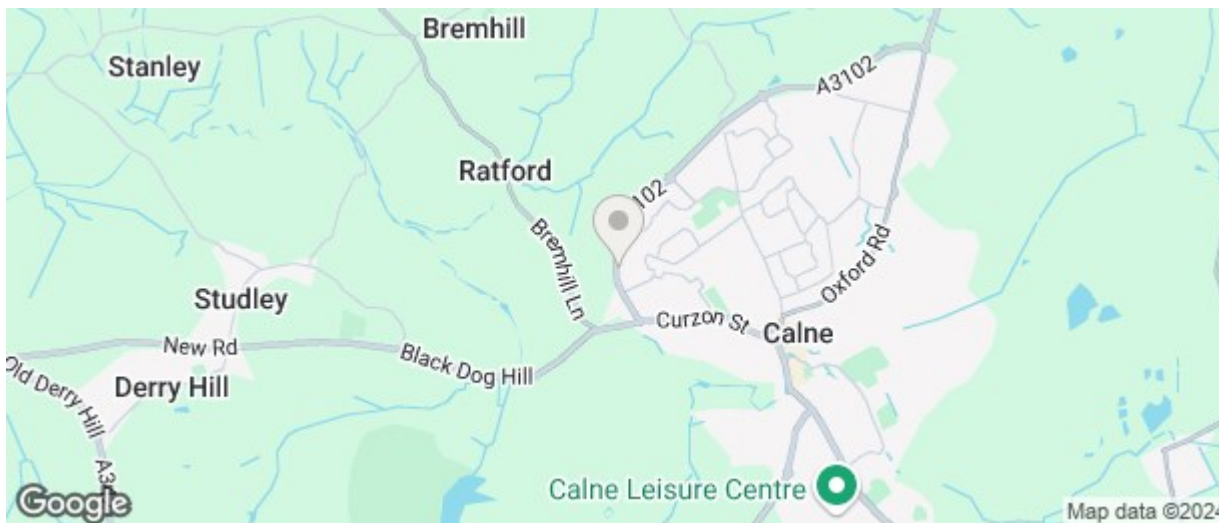 Bremhill
Stanley
A3102
Ratford
102
Bremhill Ln
Oxford Rd
Studley
Curzon St
Calne
New Rd
Black Dog Hill
Old Derry Hill
Derry Hill
A3
Calne Leisure Centre
Google
Map data ©2024